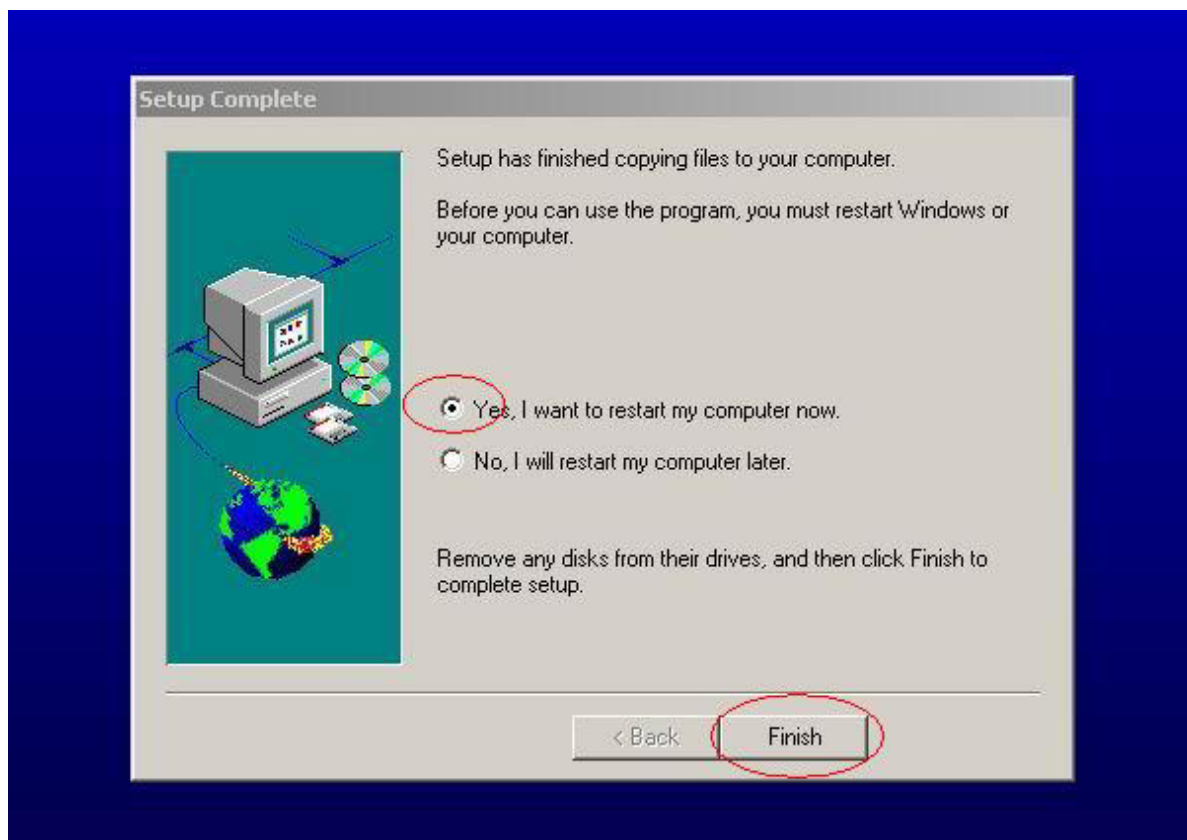 Setup Complete
Setup has finished copying files to your computer.
Before you can use the program, you must restart Windows or
your computer.
Yes, I want to restart my computer now.
No, I will restart my computer later.
Remove any disks from their drives, and then click Finish to
complete setup.
< Back
Finish